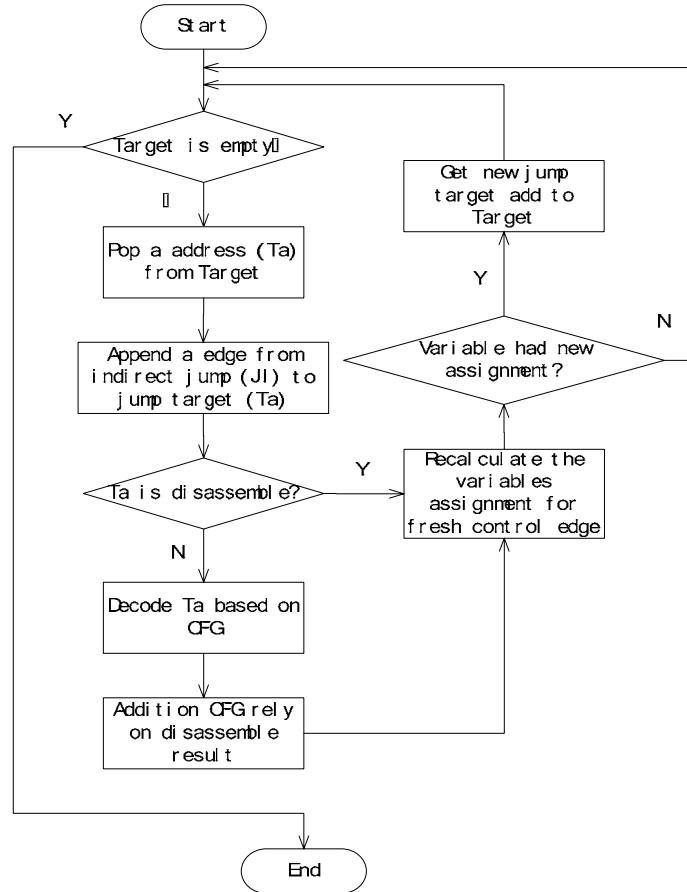 Start
Y
Target is empty
Pop a address (Ta)
from Target
Append a edge from
indirect jump (JI) to
jump target (Ta)
Ta is disassemble?
Y
N
Decode Ta based on
CFG
Addition CFG rely
on disassemble
result
Get new jump
target add to
Target
Y
N
Variable had new
assignment?
Recalculate the
variables
assignment for
fresh control edge
End